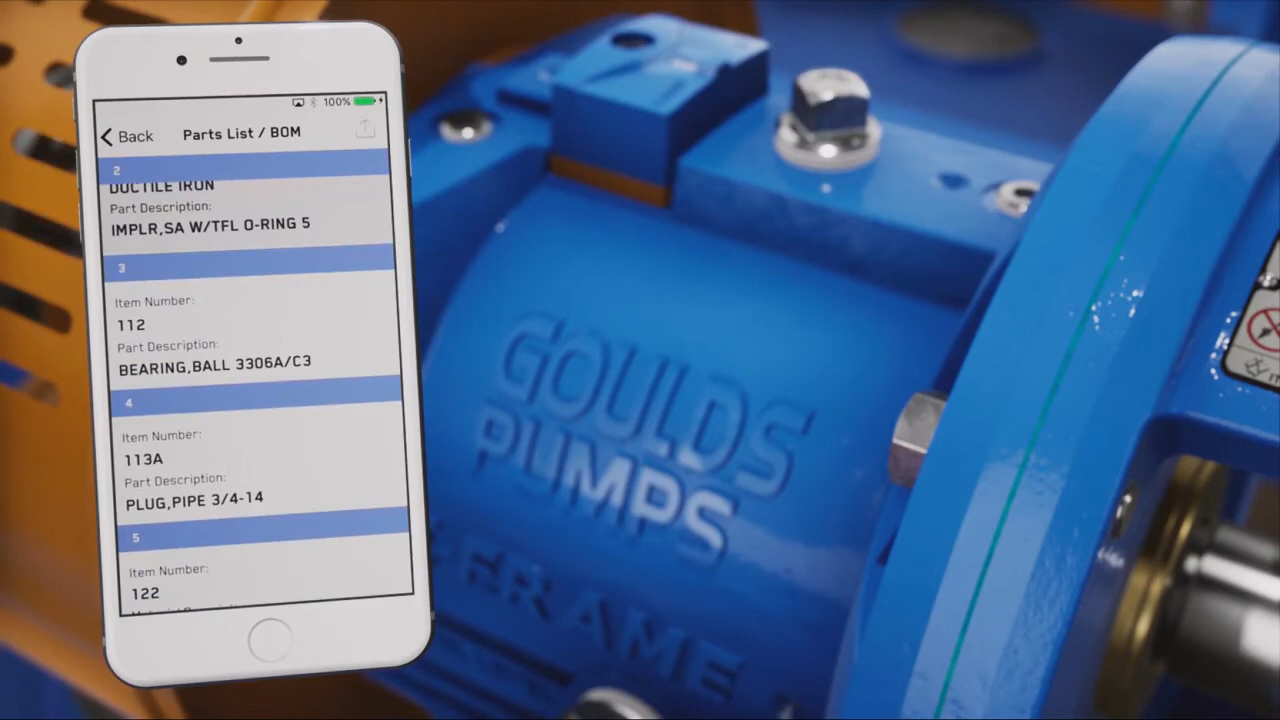 100%
Back
Parts List / BOM
2
DUCTILE IRON
Part Description:
IMPLR,SA W/TFL O-RING 5
3
Item Number:
112
Part Description:
BEARING,BALL 3306A/C3
4
Item Number:
113A
Part Description:
PLUG,PIPE 3/4-14
5
Item Number:
122
GOULDS
PUMPS
FRAME